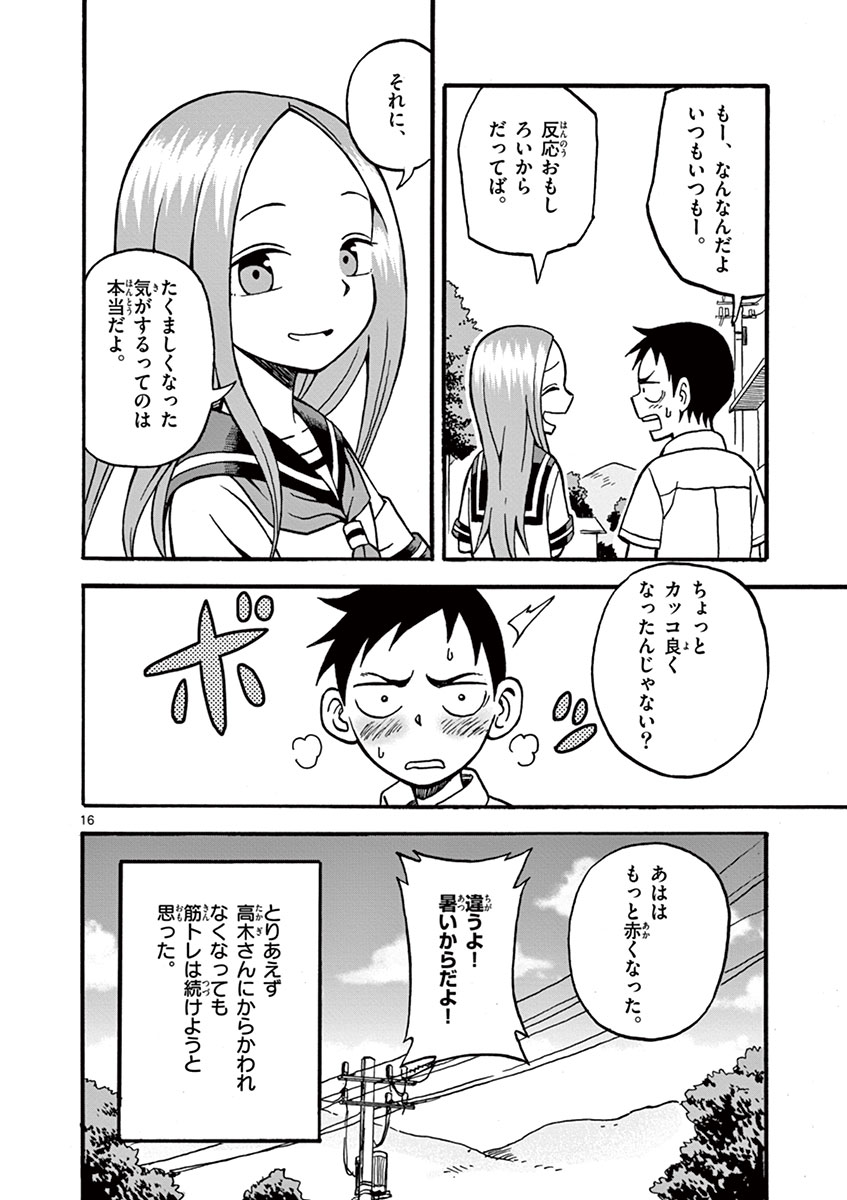 もー、なんなんだよ
いつもいつもー。
反応おもし
ろいから
だってば。
それに、
たくましくなった
気がするってのは
本当だよ。
ちょっと
カッコ良く
なったんじゃない?
ボッ
16
あはは
もっと赤くなった。
違うよ!
暑いからだよ!
とりあえず
高木さんにからかわれ
なくなっても
筋トレは続けようと
思った。